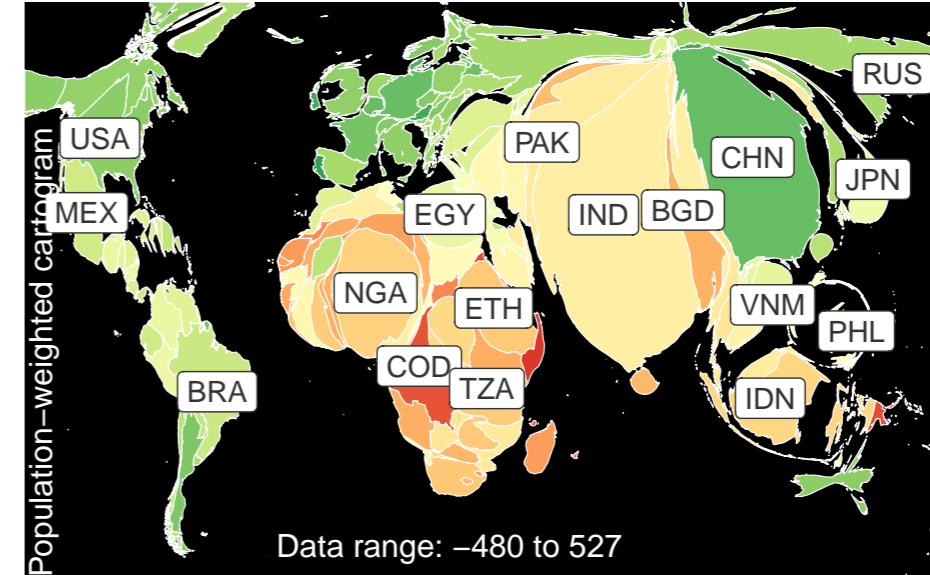 RUS
USA
PAK
CHN
JPN
MEX
EGY
IND
BGD
NGA
ETH
VNM
PHL
COD
TZA
BRA
IDN
Population−weighted cartogram
Data range: −480 to 527